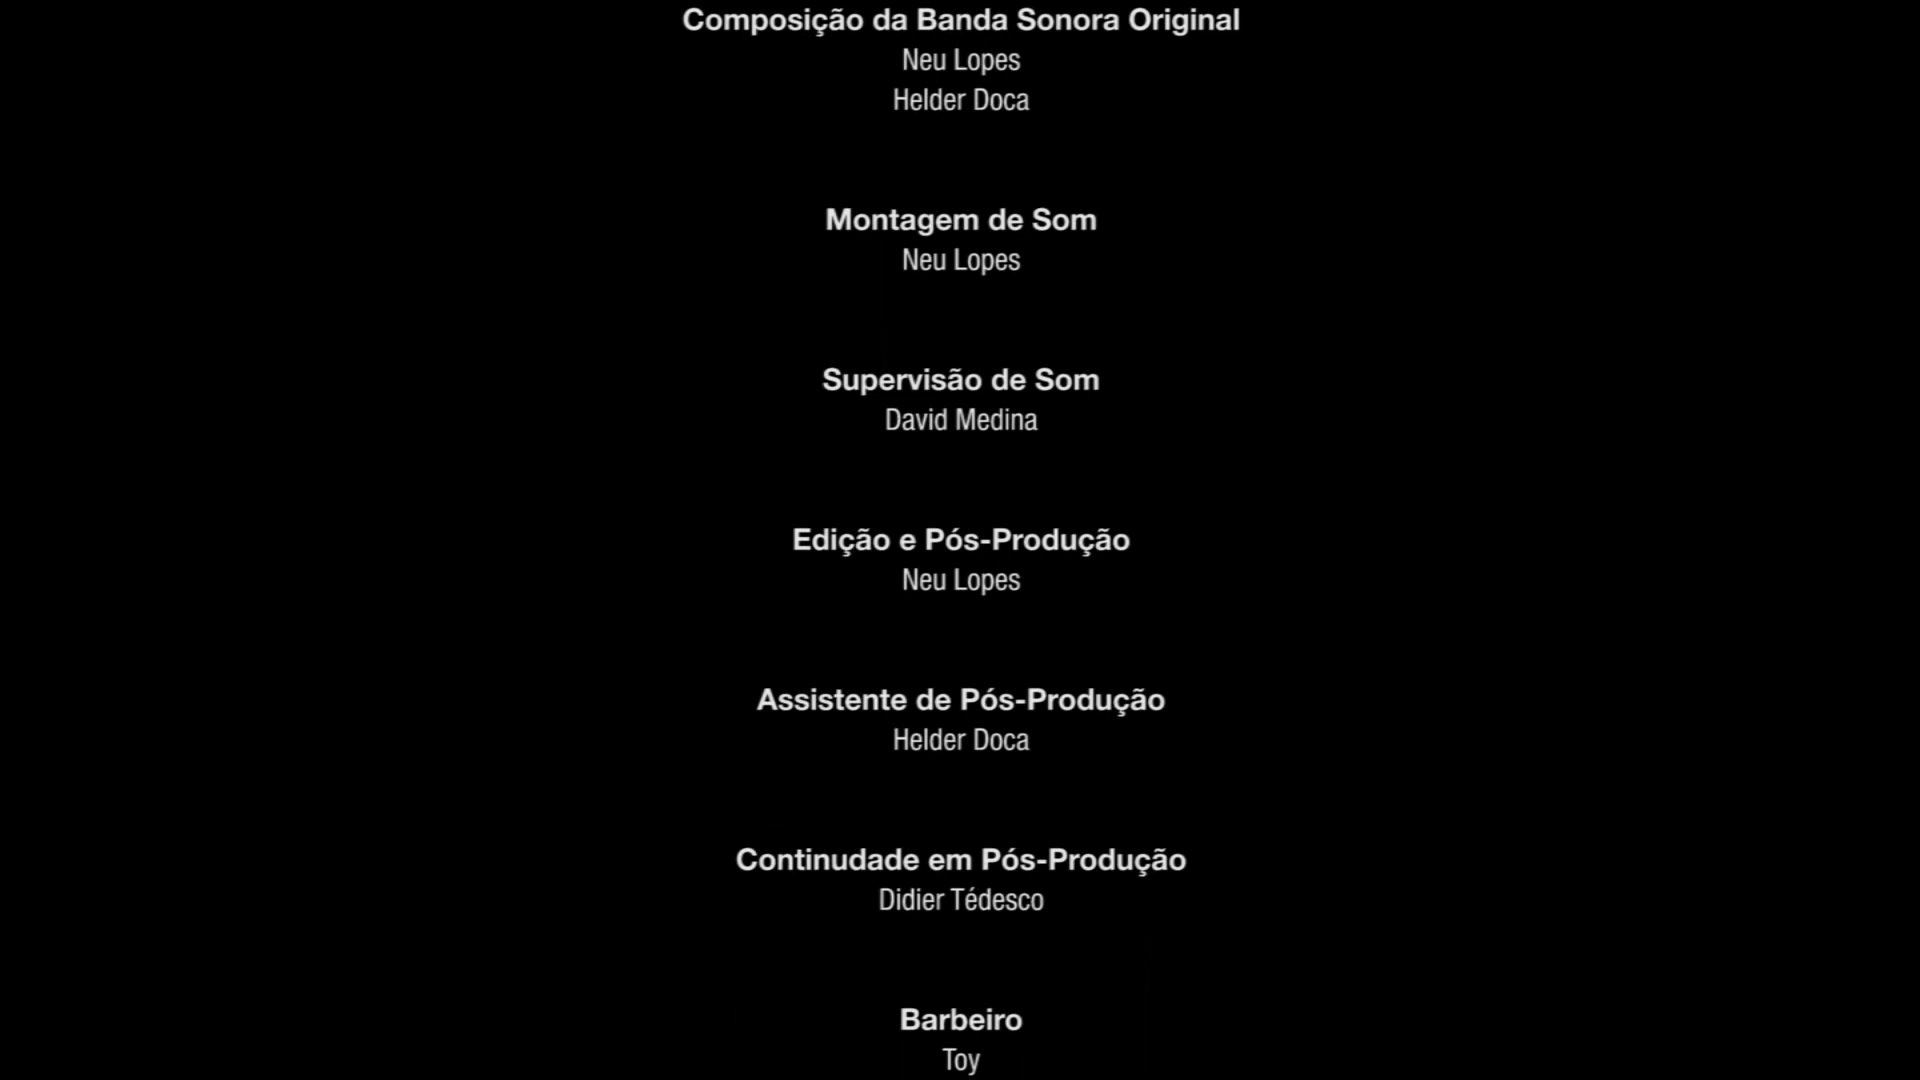 Composição da Banda Sonora Original
Neu Lopes
Helder Doca
Montagem de Som
Neu Lopes
Supervisão de Som
David Medina
Edição e Pós-Produção
Neu Lopes
Assistente de Pós-Produção
Helder Doca
Continudade em Pós-Produção
Didier Tédesco
Barbeiro
Toy